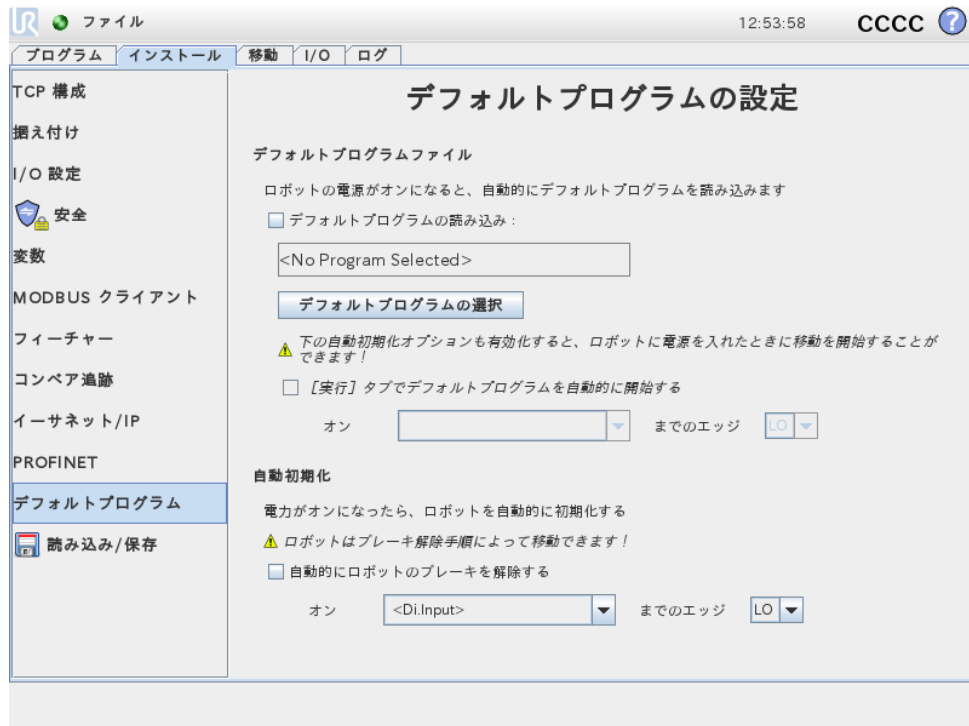 UR ファイル 12:53:58 CCCC ?
プログラム インストール 移動 I/O ログ
TCP 構成
据え付け
I/O 設定
安全
変数
MODBUS クライアント
フィーチャー
コンベア追跡
イーサネット/IP
PROFINET
デフォルトプログラム
読み込み/保存
デフォルトプログラムの設定
デフォルトプログラムファイル
ロボットの電源がオンになると、自動的にデフォルトプログラムを読み込みます
デフォルトプログラムの読み込み：
<No Program Selected>
デフォルトプログラムの選択
下の自動初期化オプションも有効化すると、ロボットに電源を入れたときに移動を開始することが
できます！
［実行］タブでデフォルトプログラムを自動的に開始する
オン までのエッジ LO
自動初期化
電力がオンになったら、ロボットを自動的に初期化する
ロボットはブレーキ解除手順によって移動できます！
自動的にロボットのブレーキを解除する
オン <Di.Input> までのエッジ LO